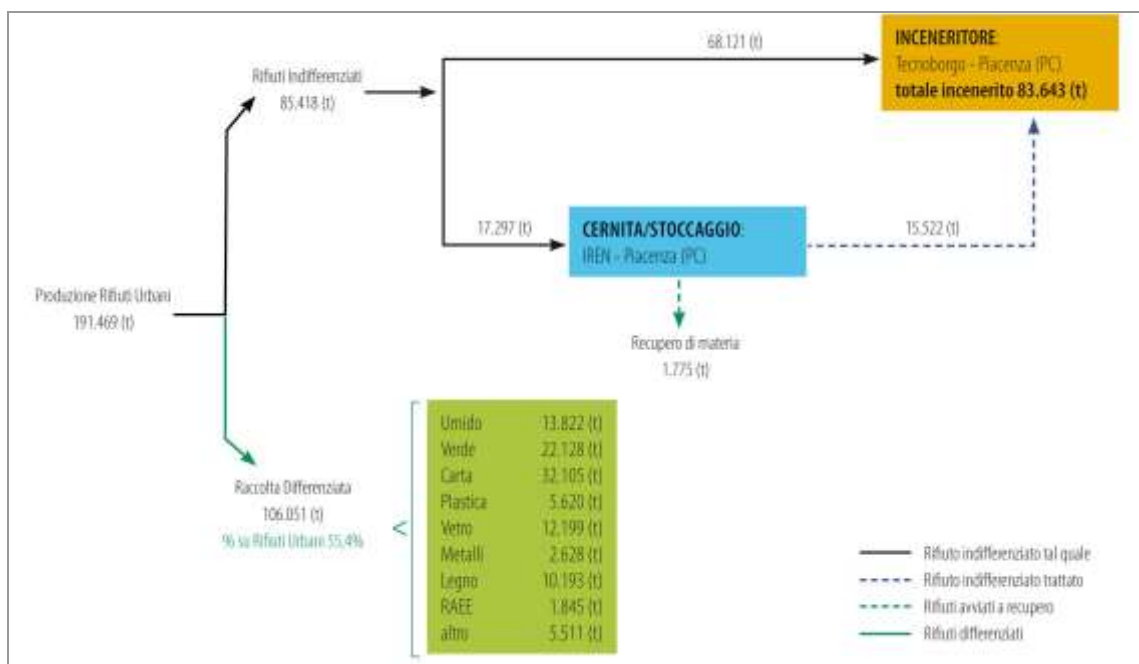 68.121 (t)
INCENERITORE:
Tecnoborgo - Piacenza (PC)
totale incenerito 83.643 (t)
Rifiuti Indifferenziati
85.418 (t)
17.297 (t)
CERNITA/STOCCAGGIO:
IREN - Piacenza (PC)
15.522 (t)
Produzione Rifiuti Urbani
191.469 (t)
Recupero di materia
1.775 (t)
Raccolta Differenziata
106.051 (t)
% su Rifiuti Urbani 55,4%
Umido 13.822 (t)
Verde 22.128 (t)
Carta 32.105 (t)
Plastica 5.620 (t)
Vetro 12.199 (t)
Metalli 2.628 (t)
Legno 10.193 (t)
RAEE 1.845 (t)
altro 5.511 (t)
Rifiuto indifferenziato tal quale
Rifiuto indifferenziato trattato
Rifiuti avviati a recupero
Rifiuti differenziati